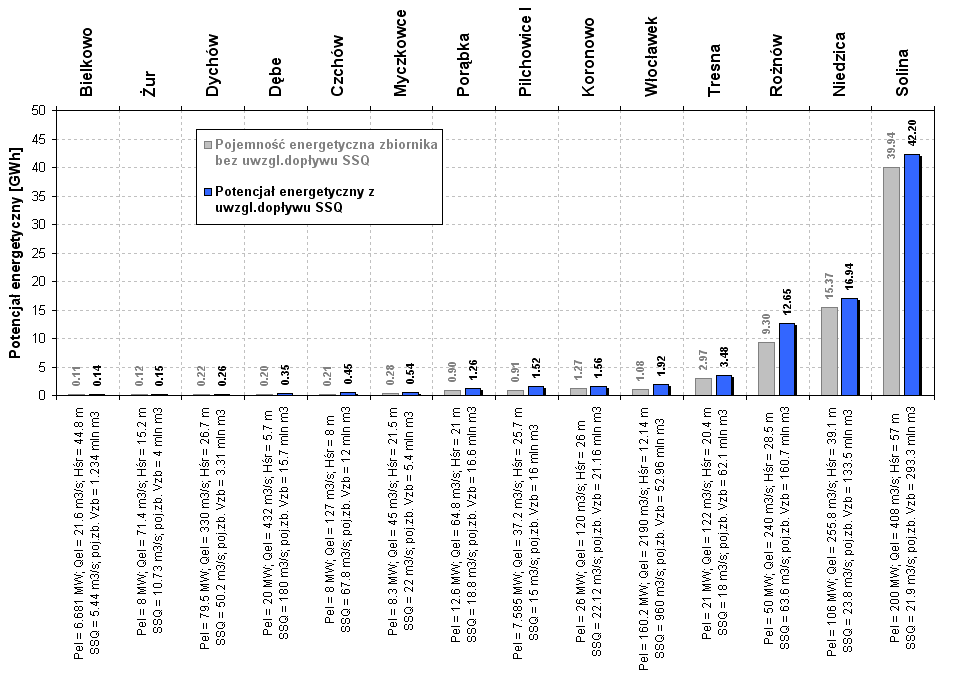 Bielkowo
Żur
Dychów
Dębe
Czchów
Myczkowce
Porąbka
Pilchowice I
Koronowo
Włocławek
Tresna
Rożnów
Niedzica
Solina
Potencjał energetyczny [GWh]
50
45
40
35
30
25
20
15
10
5
0
Pojemność energetyczna zbiornika
bez uwzgl.dopływu SSQ
Potencjał energetyczny z
uwzgl.dopływu SSQ
0.11
0.14
0.12
0.15
0.22
0.26
0.20
0.35
0.21
0.45
0.28
0.54
0.90
1.26
0.91
1.52
1.27
1.56
1.08
1.92
2.97
3.48
9.30
12.65
15.37
16.94
39.94
42.20
Pel = 6.681 MW; Qel = 21.6 m3/s; Hśr = 44.8 m
SSQ = 5.44 m3/s; poj.zb. Vzb = 1.234 mln m3
Pel = 8 MW; Qel = 71.4 m3/s; Hśr = 15.2 m
SSQ = 10.73 m3/s; poj.zb. Vzb = 4 mln m3
Pel = 79.5 MW; Qel = 330 m3/s; Hśr = 26.7 m
SSQ = 50.2 m3/s; poj.zb. Vzb = 3.31 mln m3
Pel = 20 MW; Qel = 432 m3/s; Hśr = 5.7 m
SSQ = 180 m3/s; poj.zb. Vzb = 15.7 mln m3
Pel = 8 MW; Qel = 127 m3/s; Hśr = 8 m
SSQ = 67.8 m3/s; poj.zb. Vzb = 12 mln m3
Pel = 8.3 MW; Qel = 45 m3/s; Hśr = 21.5 m
SSQ = 22 m3/s; poj.zb. Vzb = 5.4 mln m3
Pel = 12.6 MW; Qel = 64.8 m3/s; Hśr = 21 m
SSQ = 18.8 m3/s; poj.zb. Vzb = 16.6 mln m3
Pel = 7.585 MW; Qel = 37.2 m3/s; Hśr = 25.7 m
SSQ = 15 m3/s; poj.zb. Vzb = 16 mln m3
Pel = 26 MW; Qel = 120 m3/s; Hśr = 26 m
SSQ = 22.12 m3/s; poj.zb. Vzb = 21.16 mln m3
Pel = 160.2 MW; Qel = 2190 m3/s; Hśr = 12.14 m
SSQ = 960 m3/s; poj.zb. Vzb = 52.96 mln m3
Pel = 21 MW; Qel = 122 m3/s; Hśr = 20.4 m
SSQ = 18 m3/s; poj.zb. Vzb = 62.1 mln m3
Pel = 50 MW; Qel = 240 m3/s; Hśr = 28.5 m
SSQ = 63.6 m3/s; poj.zb. Vzb = 160.7 mln m3
Pel = 106 MW; Qel = 255.8 m3/s; Hśr = 39.1 m
SSQ = 23.8 m3/s; poj.zb. Vzb = 133.5 mln m3
Pel = 200 MW; Qel = 408 m3/s; Hśr = 57 m
SSQ = 21.9 m3/s; poj.zb. Vzb = 293.3 mln m3